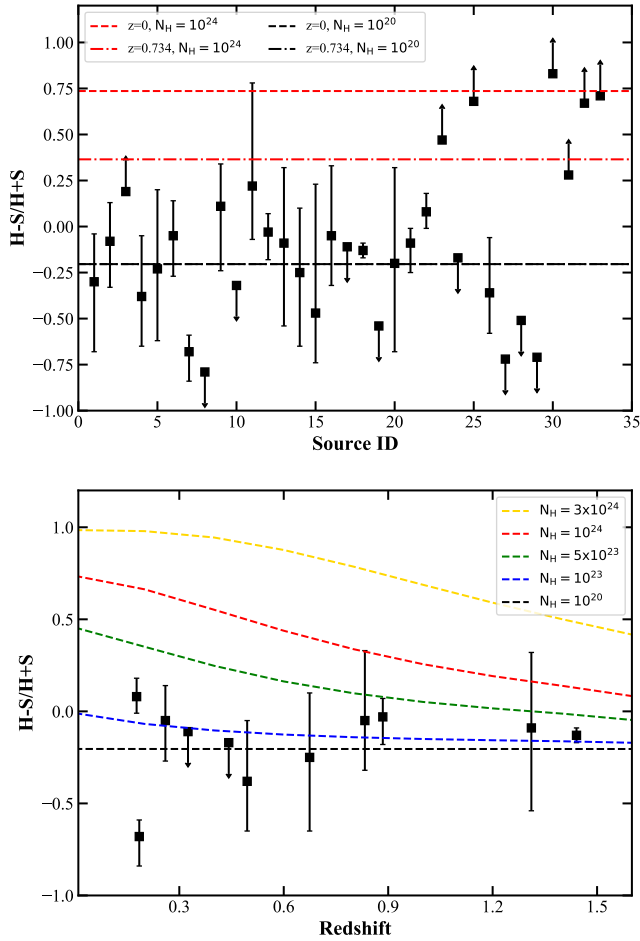 z=0, N_H = 10^24 z=0, N_H = 10^20
z=0.734, N_H = 10^24 z=0.734, N_H = 10^20
1.00
0.75
0.50
0.25
0.00
−0.25
−0.50
−0.75
−1.00
H-S/H+S
0 5 10 15 20 25 30 35
Source ID
N_H = 3x10^24
N_H = 10^24
N_H = 5x10^23
N_H = 10^23
N_H = 10^20
1.0
0.5
0.0
−0.5
−1.0
H-S/H+S
0.3 0.6 0.9 1.2 1.5
Redshift